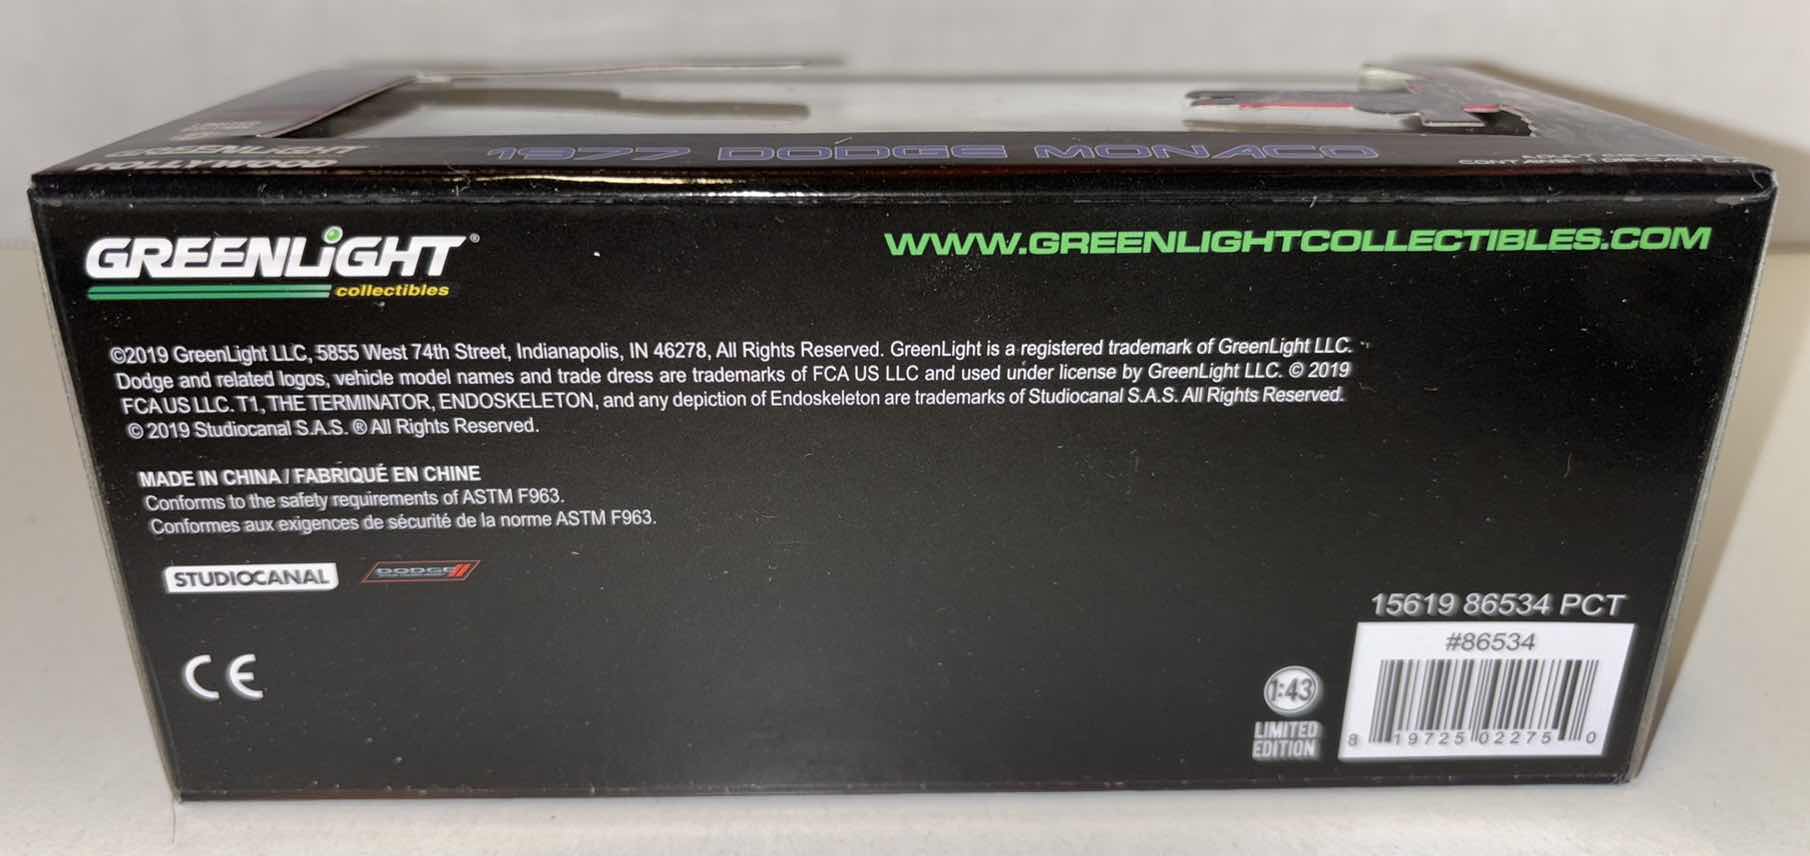 GREENLIGHT
HOLLYWOOD
1977 DODGE MONACO
GREENLiGHT®
collectibles
WWW.GREENLIGHTCOLLECTIBLES.COM
©2019 GreenLight LLC, 5855 West 74th Street, Indianapolis, IN 46278, All Rights Reserved. GreenLight is a registered trademark of GreenLight LLC.
Dodge and related logos, vehicle model names and trade dress are trademarks of FCA US LLC and used under license by GreenLight LLC. © 2019
FCA US LLC. T1, THE TERMINATOR, ENDOSKELETON, and any depiction of Endoskeleton are trademarks of Studiocanal S.A.S. All Rights Reserved.
© 2019 Studiocanal S.A.S. ® All Rights Reserved.
MADE IN CHINA / FABRIQUÉ EN CHINE
Conforms to the safety requirements of ASTM F963.
Conformes aux exigences de sécurité de la norme ASTM F963.
STUDIOCANAL
DODGE
CE
15619 86534 PCT
#86534
1:43
LIMITED
EDITION
8 19725 02275 0